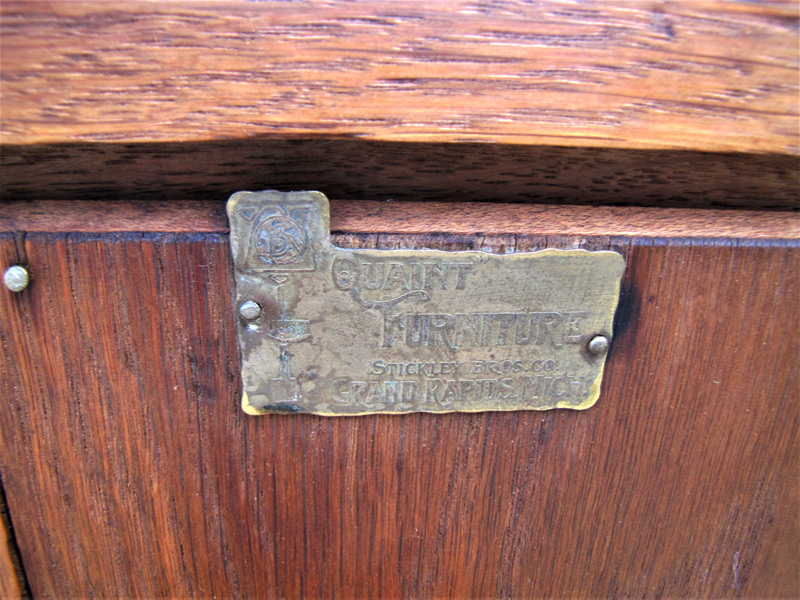 QUAINT
FURNITURE
STICKLEY BROS. CO.
GRAND RAPIDS, MICH.